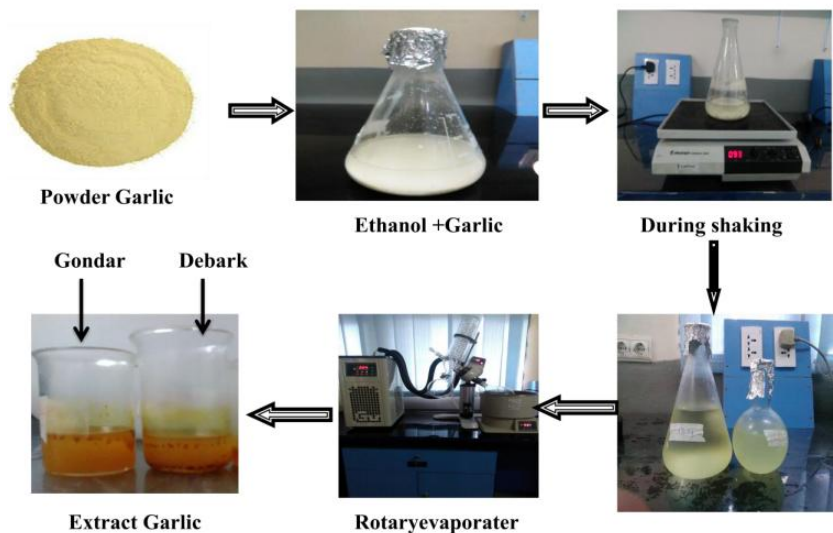 Powder Garlic
Ethanol +Garlic
During shaking
Gondar
Debark
Extract Garlic
Rotaryevaporater